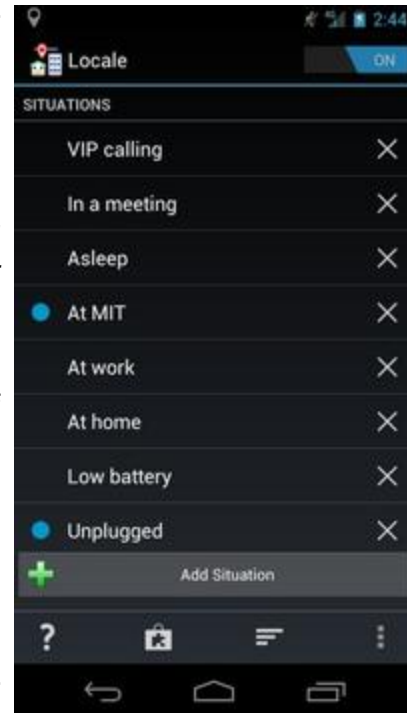 2:44
Locale
ON
SITUATIONS
VIP calling
In a meeting
Asleep
At MIT
At work
At home
Low battery
Unplugged
Add Situation
?